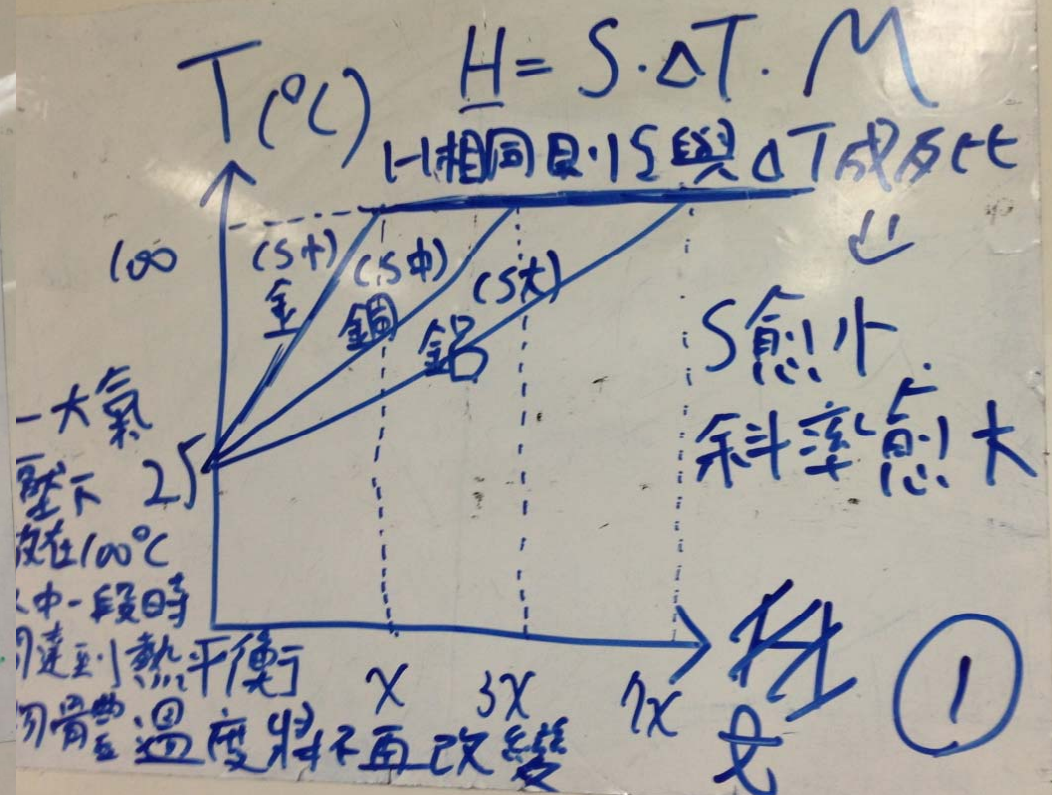 T(°C)
H = S·ΔT·M
H相同則S與ΔT成反比
⇓
S愈小
斜率愈大
100
(S小)
金
(S中)
銅
(S大)
鋁
25
一大氣
壓下
放在100°C
中一段時
達到熱平衡
物體溫度將不再改變
X
3X
7X
t
①